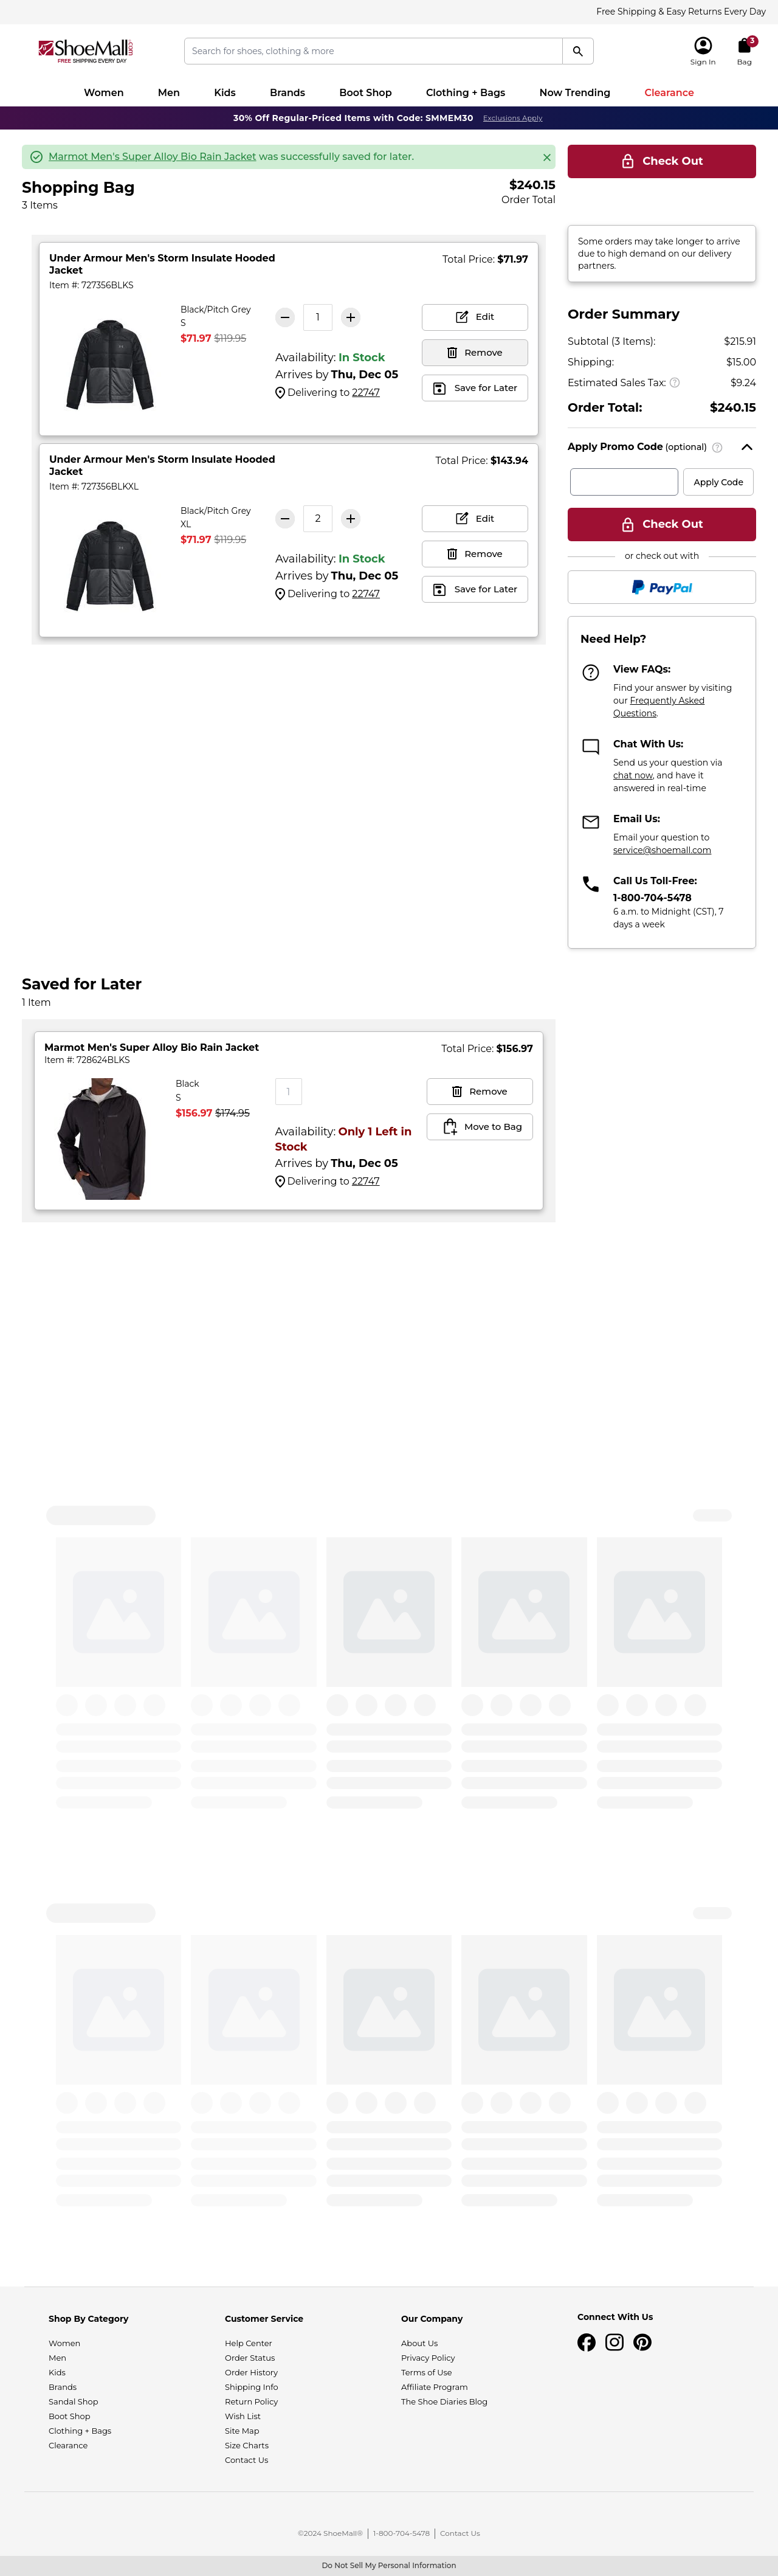 Free Shipping & Easy Returns Every Day
ShoeMall.com
FREE SHIPPING EVERY DAY
Search for shoes, clothing & more
Sign In
3
Bag
Women Men Kids Brands Boot Shop Clothing + Bags Now Trending Clearance
30% Off Regular-Priced Items with Code: SMMEM30 Exclusions Apply
Marmot Men's Super Alloy Bio Rain Jacket was successfully saved for later.
Shopping Bag
3 Items
$240.15
Order Total
Under Armour Men's Storm Insulate Hooded
Jacket
Item #: 727356BLKS
Total Price: $71.97
Black/Pitch Grey
S
$71.97 $119.95
1
Availability: In Stock
Arrives by Thu, Dec 05
Delivering to 22747
Edit
Remove
Save for Later
Under Armour Men's Storm Insulate Hooded
Jacket
Item #: 727356BLKXL
Total Price: $143.94
Black/Pitch Grey
XL
$71.97 $119.95
2
Availability: In Stock
Arrives by Thu, Dec 05
Delivering to 22747
Edit
Remove
Save for Later
Check Out
Some orders may take longer to arrive
due to high demand on our delivery
partners.
Order Summary
Subtotal (3 Items): $215.91
Shipping: $15.00
Estimated Sales Tax: $9.24
Order Total: $240.15
Apply Promo Code (optional)
Apply Code
Check Out
or check out with
PayPal
Need Help?
View FAQs:
Find your answer by visiting
our Frequently Asked
Questions.
Chat With Us:
Send us your question via
chat now, and have it
answered in real-time
Email Us:
Email your question to
service@shoemall.com
Call Us Toll-Free:
1-800-704-5478
6 a.m. to Midnight (CST), 7
days a week
Saved for Later
1 Item
Marmot Men's Super Alloy Bio Rain Jacket
Item #: 728624BLKS
Total Price: $156.97
Black
S
$156.97 $174.95
1
Availability: Only 1 Left in
Stock
Arrives by Thu, Dec 05
Delivering to 22747
Remove
Move to Bag
Shop By Category
Women
Men
Kids
Brands
Sandal Shop
Boot Shop
Clothing + Bags
Clearance
Customer Service
Help Center
Order Status
Order History
Shipping Info
Return Policy
Wish List
Site Map
Size Charts
Contact Us
Our Company
About Us
Privacy Policy
Terms of Use
Affiliate Program
The Shoe Diaries Blog
Connect With Us
©2024 ShoeMall® | 1-800-704-5478 | Contact Us
Do Not Sell My Personal Information